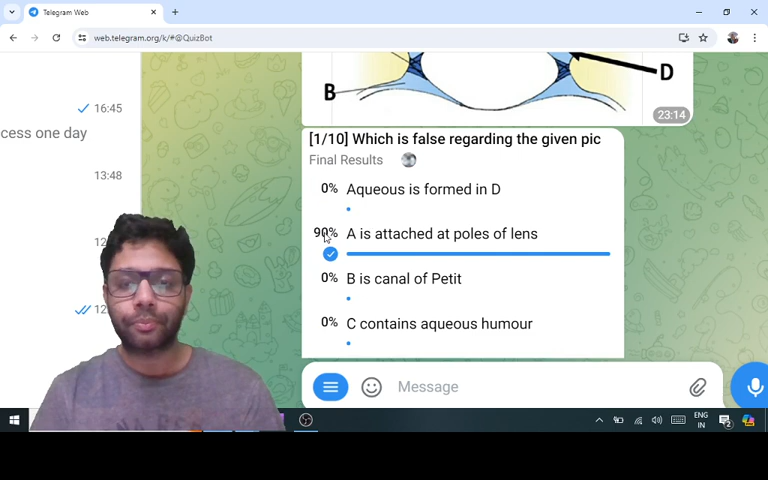 Telegram Web
web.telegram.org/k/#@QuizBot
D
B
16:45
23:14
cess one day
[1/10] Which is false regarding the given pic
Final Results
13:48
0% Aqueous is formed in D
90% A is attached at poles of lens
0% B is canal of Petit
0% C contains aqueous humour
Message
ENG
IN
2